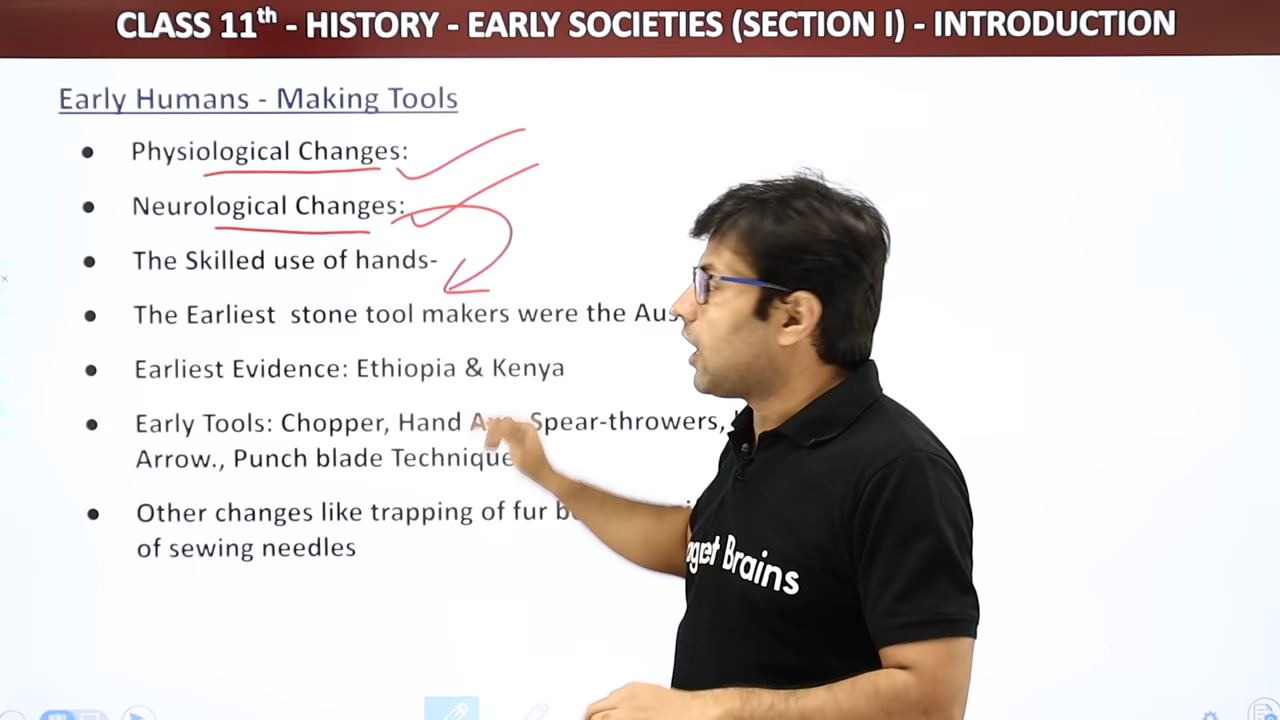 CLASS 11th - HISTORY - EARLY SOCIETIES (SECTION I) - INTRODUCTION
Early Humans - Making Tools
● Physiological Changes:
● Neurological Changes:
● The Skilled use of hands-
● The Earliest stone tool makers were the
● Earliest Evidence: Ethiopia & Kenya
● Early Tools: Chopper, Hand Spear-throwers,
Arrow., Punch blade Technique
● Other changes like trapping of fur
of sewing needles
Brains